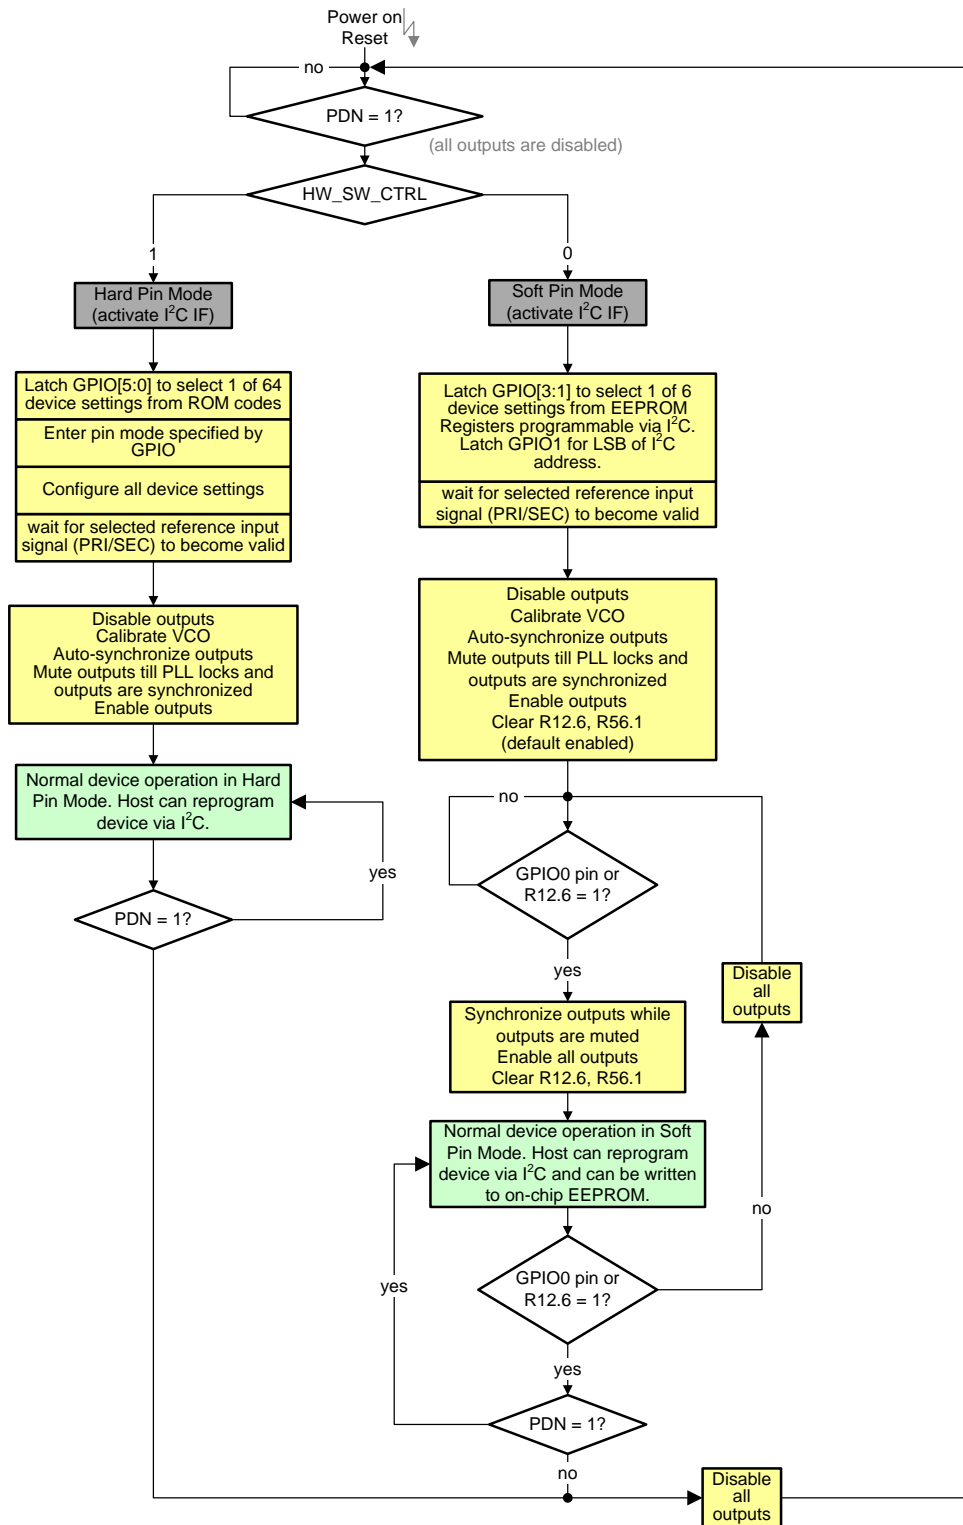 Power on
Reset
no
PDN = 1?
(all outputs are disabled)
HW_SW_CTRL
1
0
Hard Pin Mode
(activate I²C IF)
Latch GPIO[5:0] to select 1 of 64
device settings from ROM codes
Enter pin mode specified by
GPIO
Configure all device settings
wait for selected reference input
signal (PRI/SEC) to become valid
Disable outputs
Calibrate VCO
Auto-synchronize outputs
Mute outputs till PLL locks and
outputs are synchronized
Enable outputs
Normal device operation in Hard
Pin Mode. Host can reprogram
device via I²C.
yes
PDN = 1?
Soft Pin Mode
(activate I²C IF)
Latch GPIO[3:1] to select 1 of 6
device settings from EEPROM
Registers programmable via I²C.
Latch GPIO1 for LSB of I²C
address.
wait for selected reference input
signal (PRI/SEC) to become valid
Disable outputs
Calibrate VCO
Auto-synchronize outputs
Mute outputs till PLL locks and
outputs are synchronized
Enable outputs
Clear R12.6, R56.1
(default enabled)
no
GPIO0 pin or
R12.6 = 1?
yes
Disable
all
outputs
Synchronize outputs while
outputs are muted
Enable all outputs
Clear R12.6, R56.1
Normal device operation in Soft
Pin Mode. Host can reprogram
device via I²C and can be written
to on-chip EEPROM.
no
yes
GPIO0 pin or
R12.6 = 1?
yes
PDN = 1?
no
Disable
all
outputs